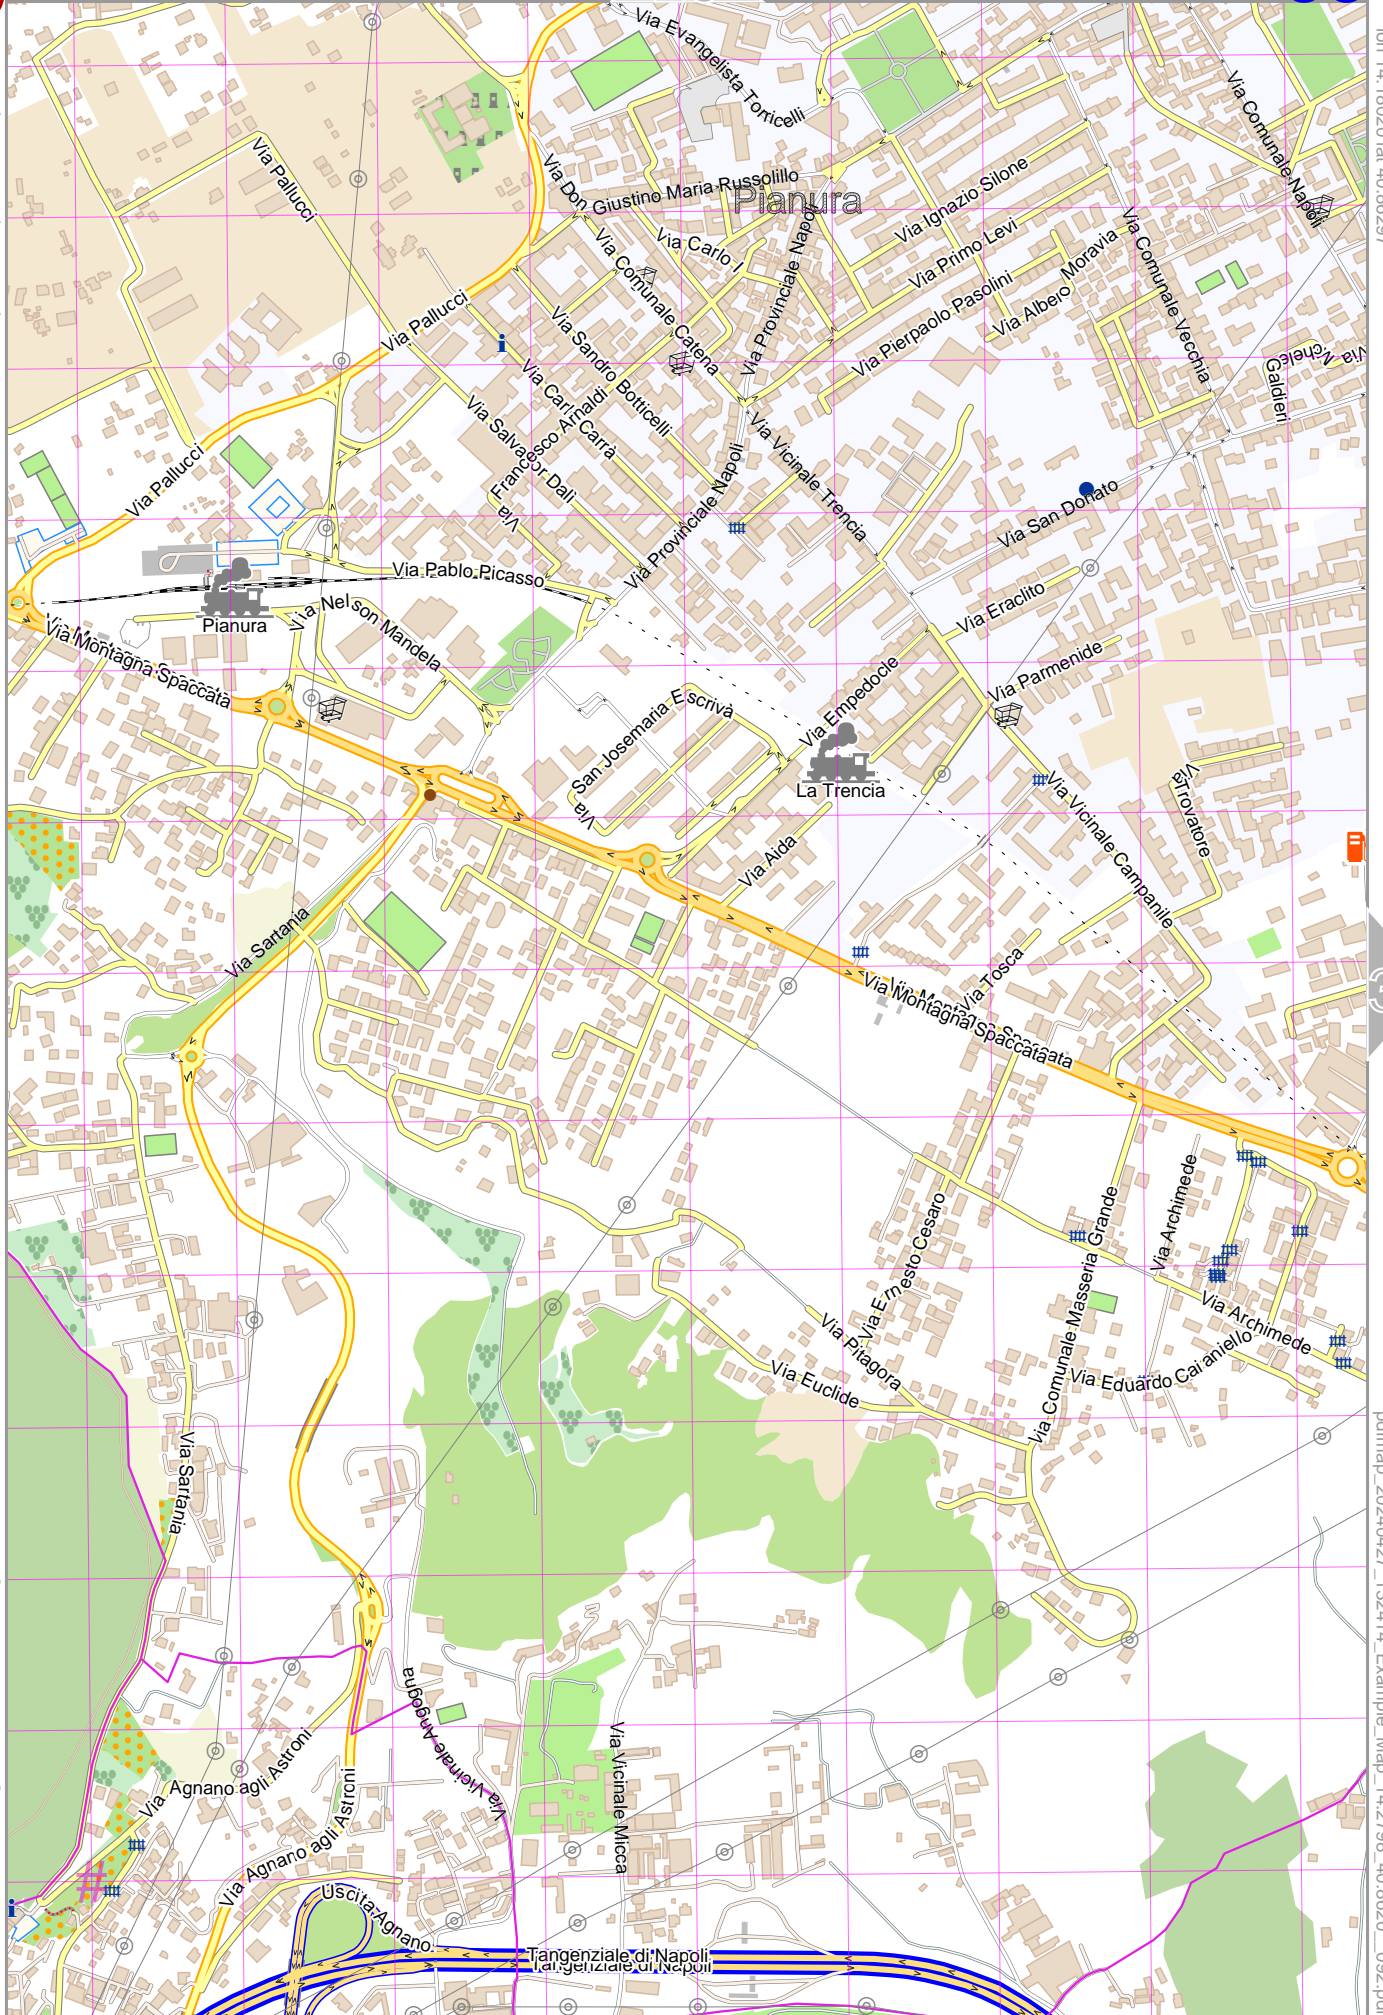 Via Evangelista Torricelli
Via Comunale Napoli
Via Pallucci
Via Don
Giustino Maria Russolillo
Pianura
Via Ignazio Silone
Via Carlo I
Via Comunale Catena
Via Provinciale Napoli
Via Primo Levi
Via Comunale Vecchia
Via Pierpaolo Pasolini
Via Albero Moravia
Via Pallucci
Via Sandro Botticelli
Via Carlo Carrà
Via
Galdieri
Via Salvador Dalì
Via
Francesco Arnaldi
Via Vicinale Trencia
Via Provinciale Napoli
Via Pallucci
Via San Donato
Via Pablo Picasso
Via Eraclito
Via Nelson Mandela
Pianura
Via Montagna Spaccata
Via Parmenide
Via Empedocle
Via
San Josemaria Escrivà
La Trencia
Via
Trovatore
Via Vicinale Campanile
Via Aida
Via Sartania
Via Tosca
Via Montagna Spaccata
Via Montagna Spaccata
Via Archimede
Via Ernesto Cesaro
Via Comunale Masseria Grande
Via Archimede
Via Pitagora
Via Euclide
Via Eduardo Caianiello
Via Sartania
Via Vicinale Angogna
Via Vicinale Micca
Via
Agnano agli Astroni
Via Agnano agli Astroni
Uscita Agnano
Tangenziale di Napoli
Tangenziale di Napoli